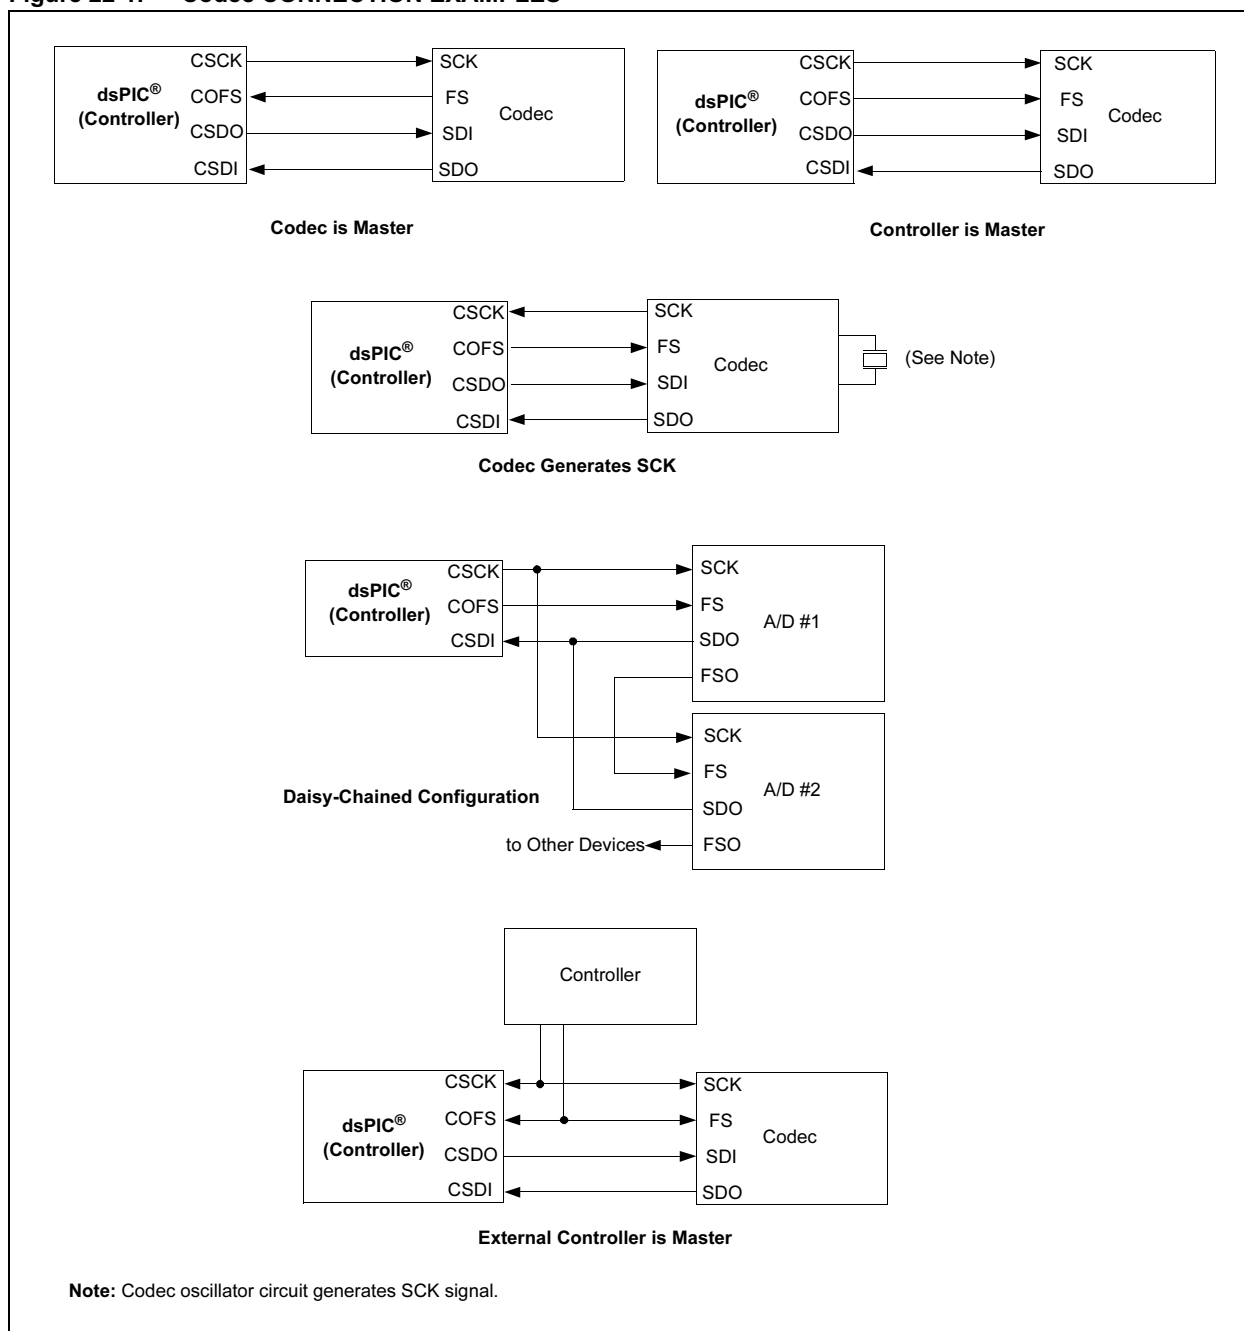 CSCK
COFS
CSDO
CSDI
dsPIC®
(Controller)
SCK
FS
SDI
SDO
Codec
Codec is Master
CSCK
COFS
CSDO
CSDI
dsPIC®
(Controller)
SCK
FS
SDI
SDO
Codec
Controller is Master
CSCK
COFS
CSDO
CSDI
dsPIC®
(Controller)
SCK
FS
SDI
SDO
Codec
(See Note)
Codec Generates SCK
CSCK
COFS
CSDI
dsPIC®
(Controller)
SCK
FS
SDO
FSO
A/D #1
SCK
FS
SDO
FSO
A/D #2
Daisy-Chained Configuration
to Other Devices
Controller
CSCK
COFS
CSDO
CSDI
dsPIC®
(Controller)
SCK
FS
SDI
SDO
Codec
External Controller is Master
Note: Codec oscillator circuit generates SCK signal.